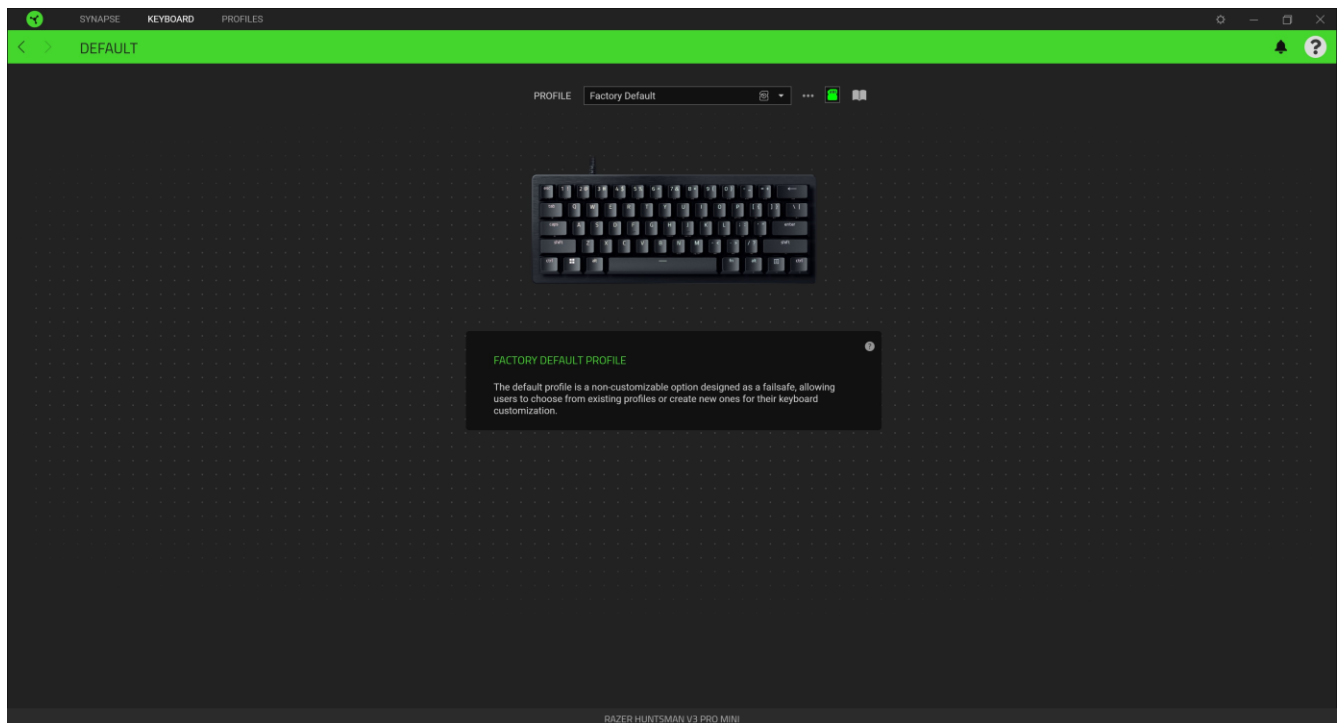 SYNAPSE KEYBOARD PROFILES
DEFAULT
PROFILE Factory Default
FACTORY DEFAULT PROFILE
The default profile is a non-customizable option designed as a failsafe, allowing
users to choose from existing profiles or create new ones for their keyboard
customization.
RAZER HUNTSMAN V3 PRO MINI